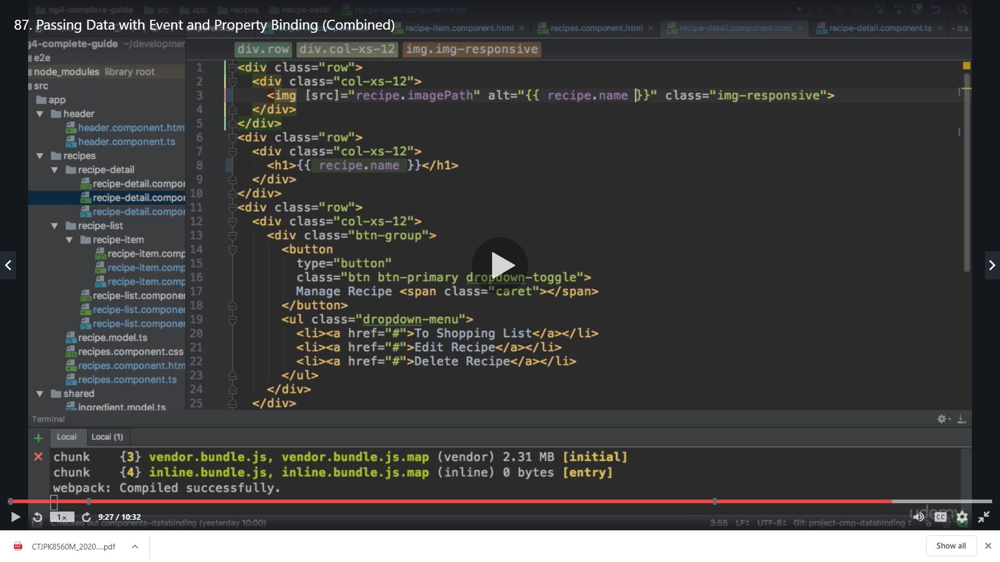 ng4-complete-guide src app recipes recipe-detail recipe-detail.component.html
87. Passing Data with Event and Property Binding (Combined)
recipe-item.component.html recipes.component.html recipe-detail.component.html recipe-detail.component.ts 5
g4-complete-guide ~/developmen
div.row div.col-xs-12 img.img-responsive
e2e
node_modules library root
src
app
header
header.component.htm
header.component.ts
recipes
recipe-detail
recipe-detail.compor
recipe-detail.compor
recipe-detail.compor
recipe-list
recipe-item
recipe-item.comp
recipe-item.comp
recipe-item.comp
recipe-list.componer
recipe-list.componer
recipe-list.componer
recipe.model.ts
recipes.component.css
recipes.component.htm
recipes.component.ts
shared
ingredient.model.ts
1 <div class="row">
2 <div class="col-xs-12">
3 <img [src]="recipe.imagePath" alt="{{ recipe.name }}" class="img-responsive">
4 </div>
5 </div>
6 <div class="row">
7 <div class="col-xs-12">
8 <h1>{{ recipe.name }}</h1>
9 </div>
10 </div>
11 <div class="row">
12 <div class="col-xs-12">
13 <div class="btn-group">
14 <button
15 type="button"
16 class="btn btn-primary dropdown-toggle">
17 Manage Recipe <span class="caret"></span>
18 </button>
19 <ul class="dropdown-menu">
20 <li><a href="#">To Shopping List</a></li>
21 <li><a href="#">Edit Recipe</a></li>
22 <li><a href="#">Delete Recipe</a></li>
23 </ul>
24 </div>
25 </div>
Terminal
Local Local (1)
chunk {3} vendor.bundle.js, vendor.bundle.js.map (vendor) 2.31 MB [initial]
chunk {4} inline.bundle.js, inline.bundle.js.map (inline) 0 bytes [entry]
webpack: Compiled successfully.
udemy
1x 9:27 / 10:32 CC
Checked out components-databinding (yesterday 10:00) 3:55 LF UTF-8 Git: project-cmp-databinding
PDF CTJPK8560M_2020....pdf Show all